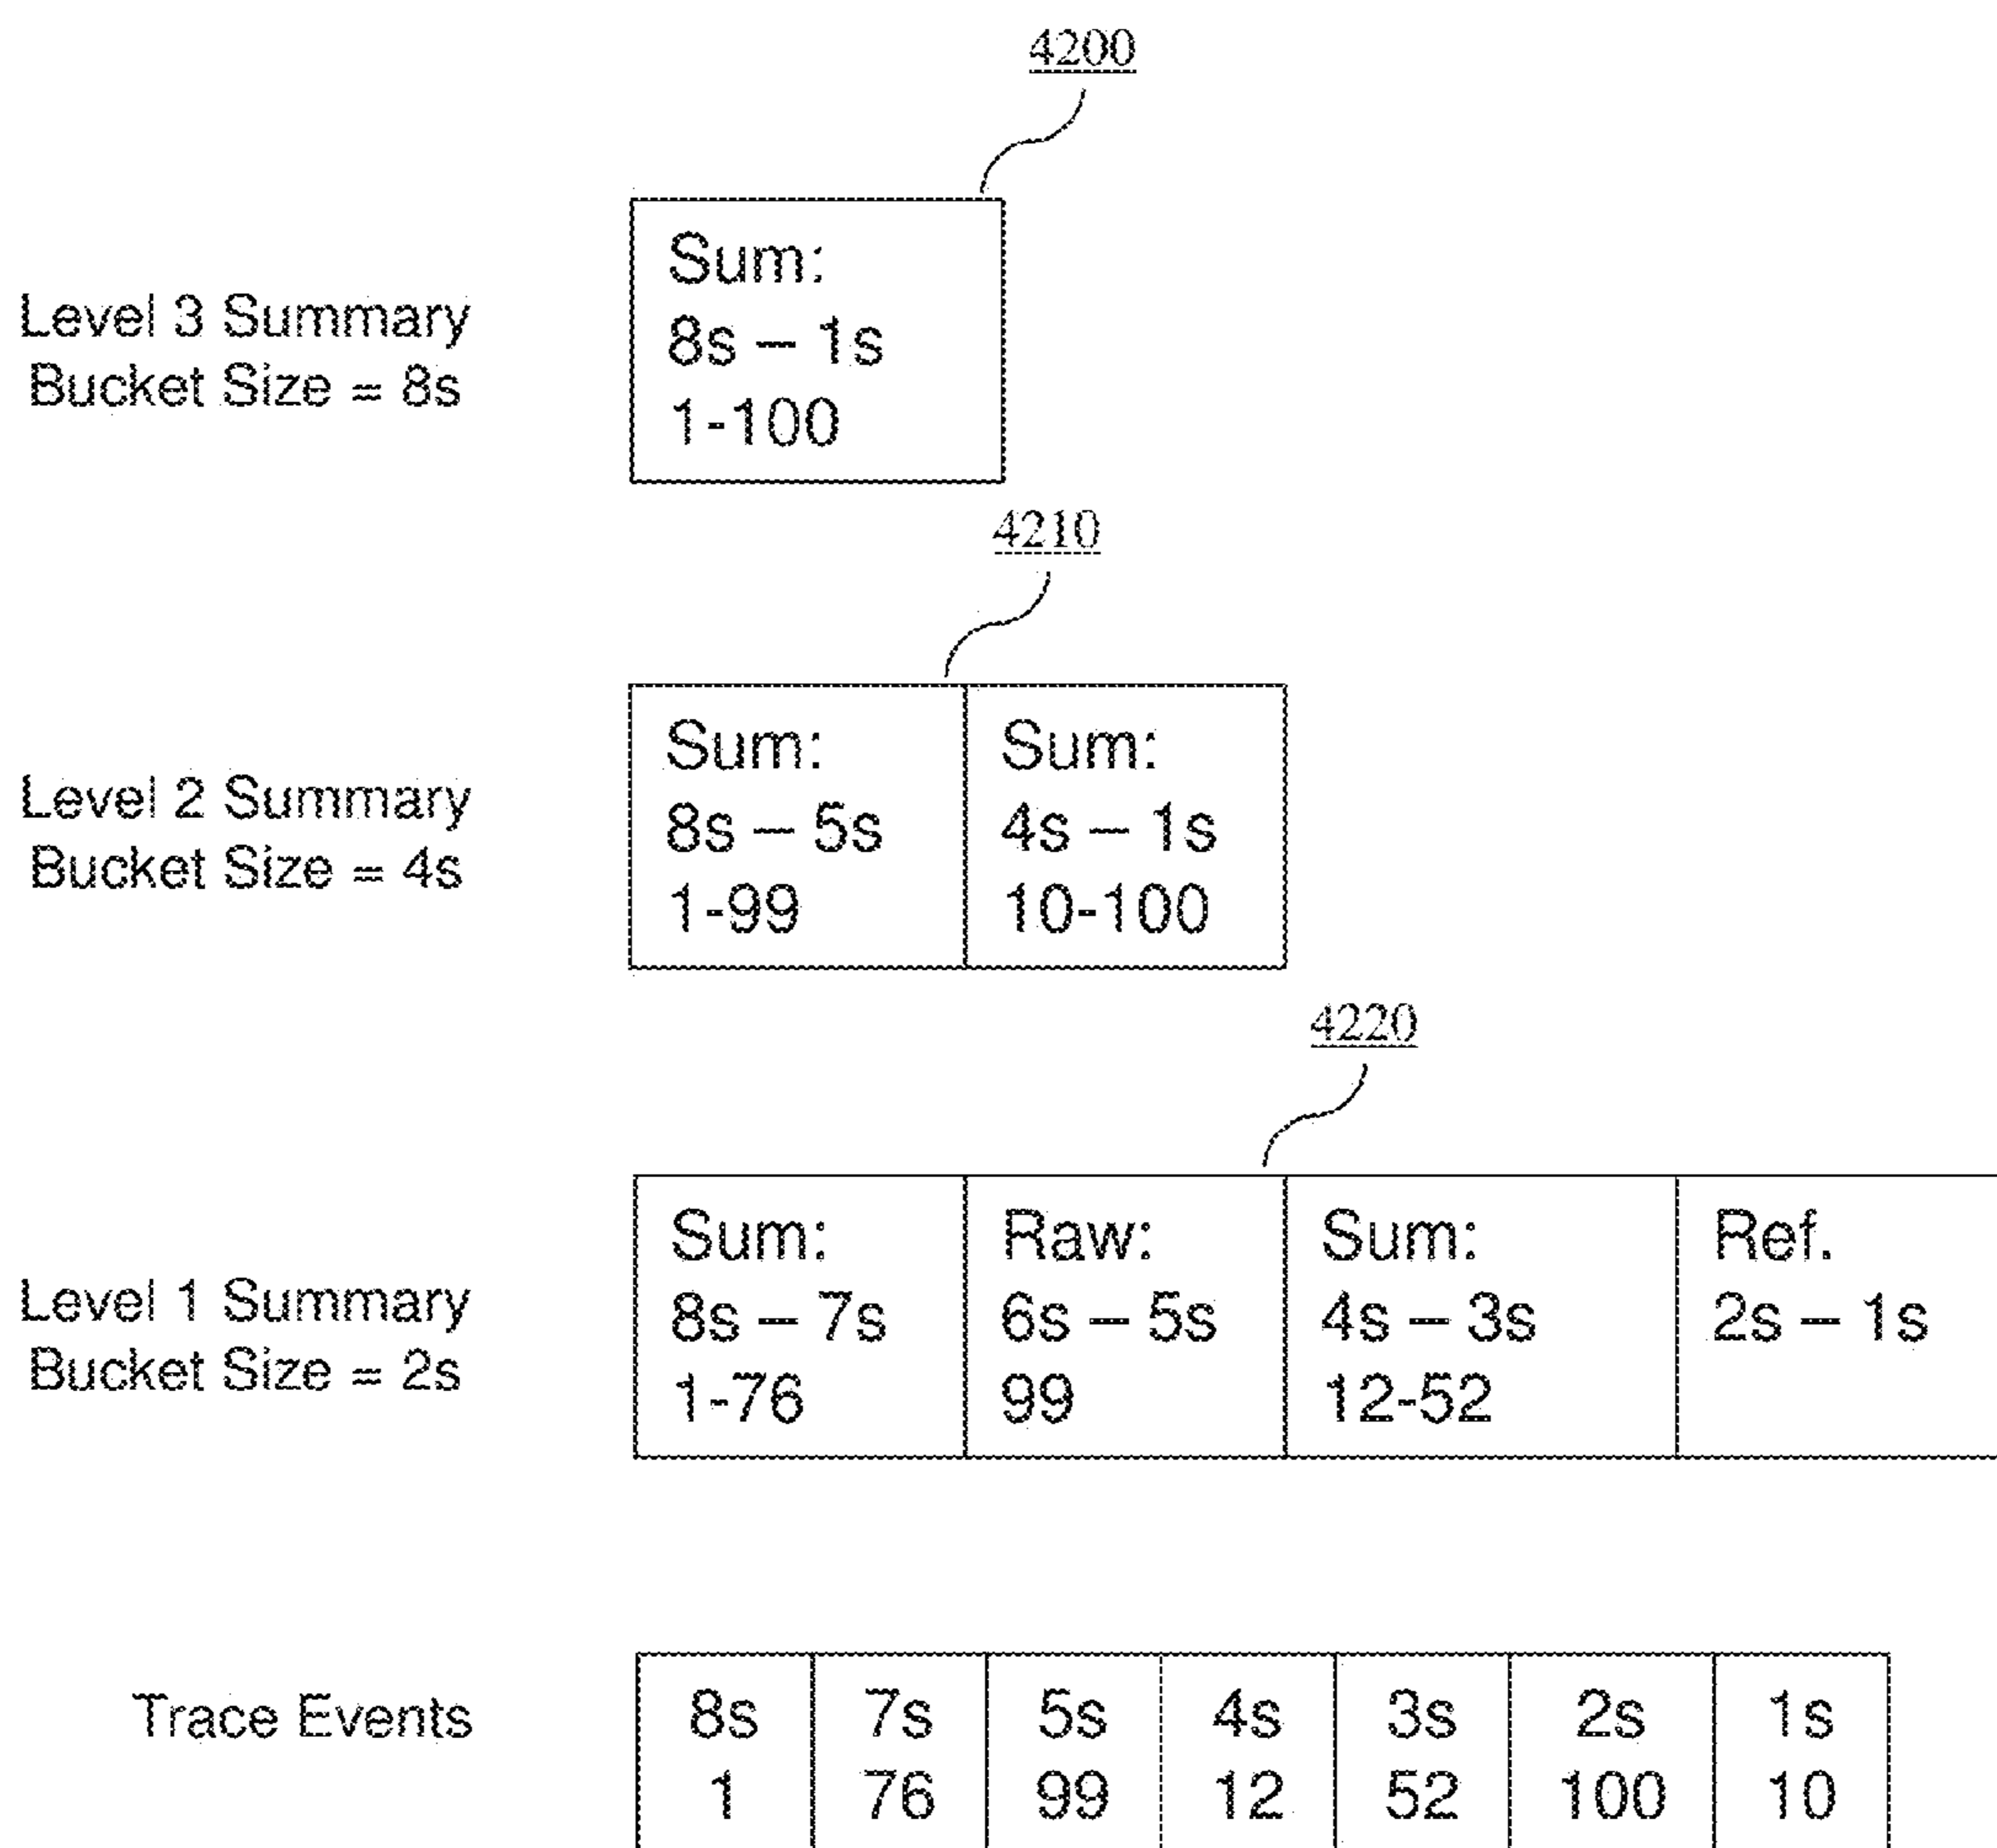 4200
Level 3 Summary
Bucket Size = 8s
Sum:
8s – 1s
1-100
4210
Level 2 Summary
Bucket Size = 4s
Sum:
8s – 5s
1-99
Sum:
4s – 1s
10-100
4220
Level 1 Summary
Bucket Size = 2s
Sum:
8s – 7s
1-76
Raw:
6s – 5s
99
Sum:
4s – 3s
12-52
Ref.
2s – 1s
Trace Events
8s
1
7s
76
5s
99
4s
12
3s
52
2s
100
1s
10